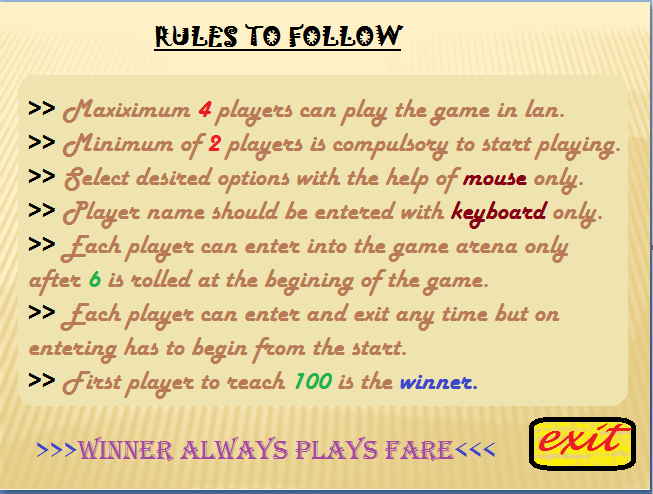 RULES TO FOLLOW
>> Maxiximum 4 players can play the game in lan.
>> Minimum of 2 players is compulsory to start playing.
>> Select desired options with the help of mouse only.
>> Player name should be entered with keyboard only.
>> Each player can enter into the game arena only
after 6 is rolled at the begining of the game.
>> Each player can enter and exit any time but on
entering has to begin from the start.
>> First player to reach 100 is the winner.
>>>WINNER ALWAYS PLAYS FARE<<<
exit